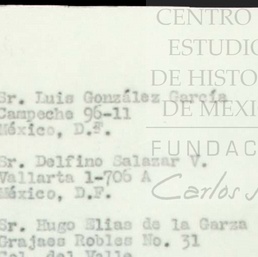 CENTRO
ESTUDIO
DE HISTO
DE MEXI
FUNDAC
Carlos
Sr. Luis González García
Campeche 96-11
México, D.F.
Sr. Delfino Salazar V.
Vallarta 1-706 A
México, D.F.
Sr. Hugo Elias de la Garza
Grajaes Robles No. 31
Col. del Valle